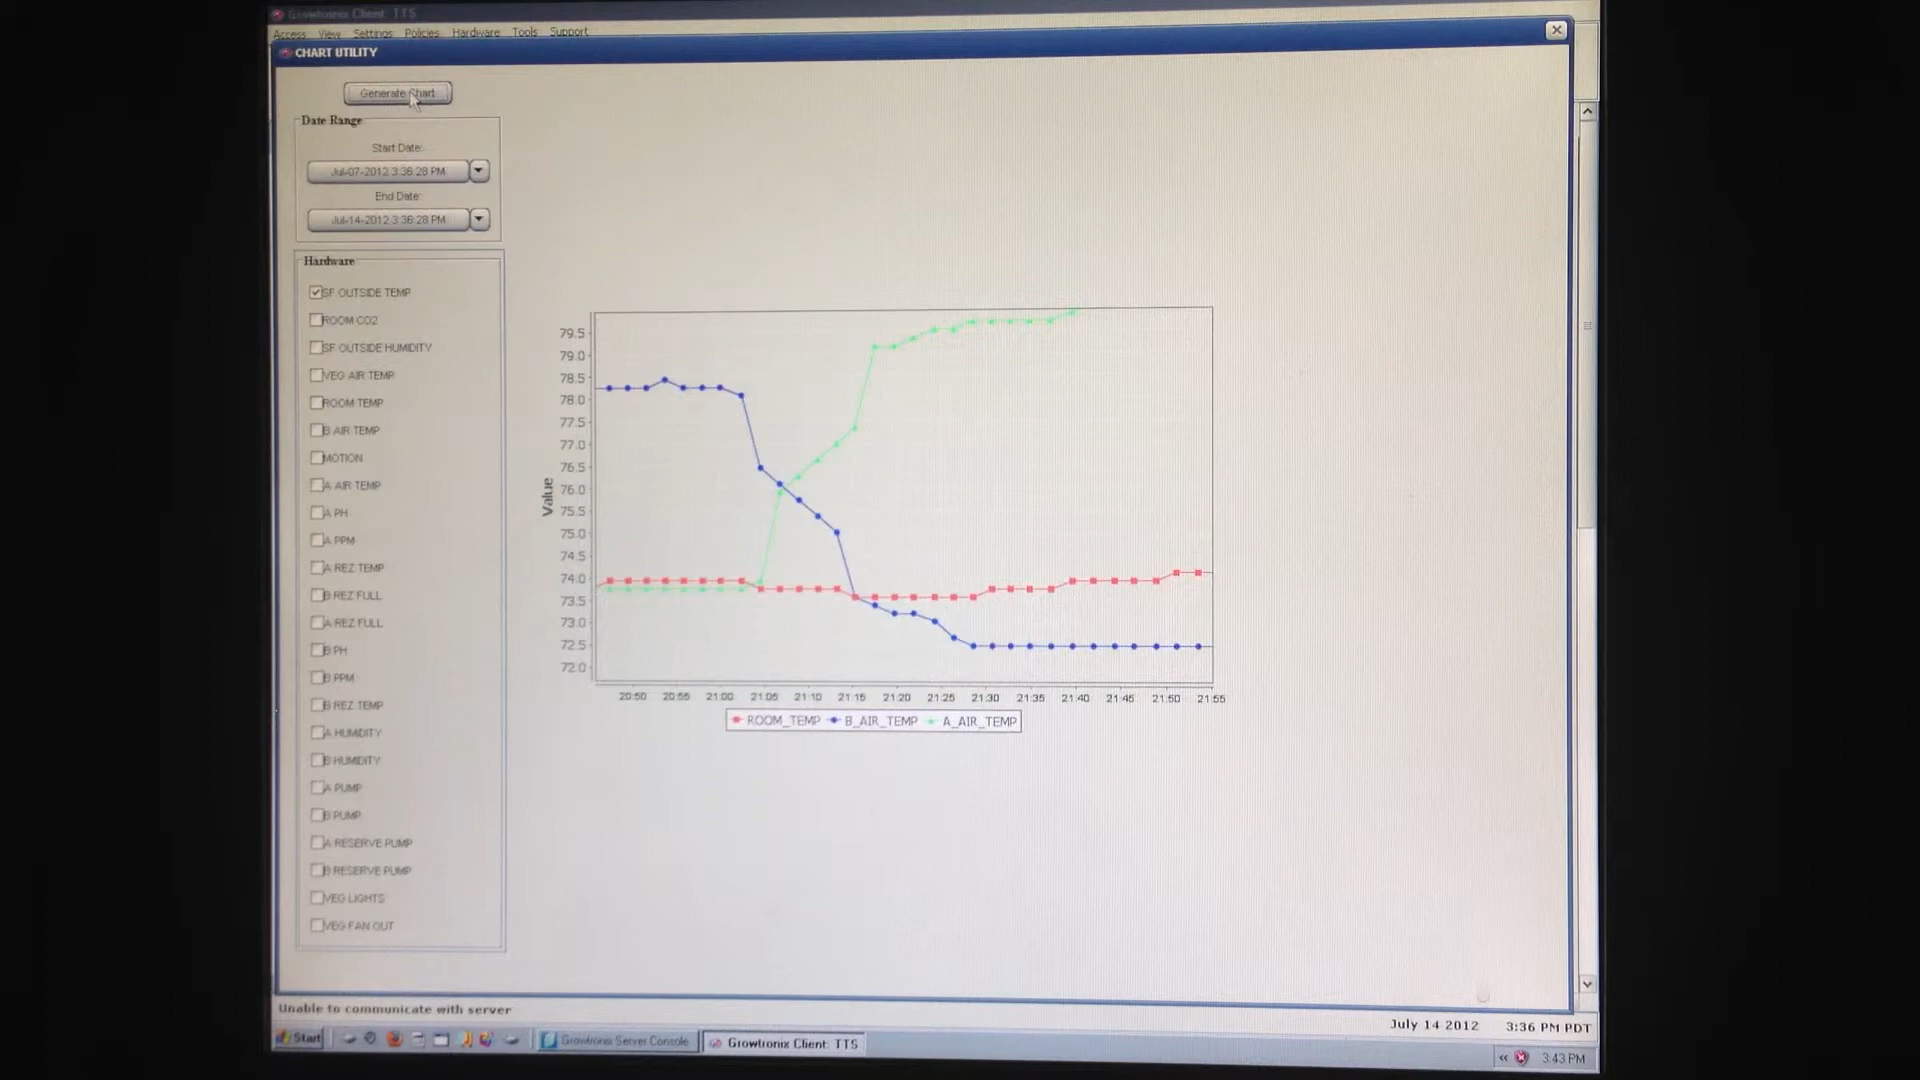 Growtronix Client: TTS
Access View Settings Policies Hardware Tools Support
CHART UTILITY
Generate Chart
Date Range
Start Date:
Jul-07-2012 3:36:28 PM
End Date:
Jul-14-2012 3:36:28 PM
Hardware
SF OUTSIDE TEMP
ROOM CO2
SF OUTSIDE HUMIDITY
VEG AIR TEMP
ROOM TEMP
B AIR TEMP
MOTION
A AIR TEMP
A PH
A PPM
A REZ TEMP
B REZ FULL
A REZ FULL
B PH
B PPM
B REZ TEMP
A HUMIDITY
B HUMIDITY
A PUMP
B PUMP
A RESERVE PUMP
B RESERVE PUMP
VEG LIGHTS
VEG FAN OUT
Value
79.5
79.0
78.5
78.0
77.5
77.0
76.5
76.0
75.5
75.0
74.5
74.0
73.5
73.0
72.5
72.0
20:50 20:55 21:00 21:05 21:10 21:15 21:20 21:25 21:30 21:35 21:40 21:45 21:50 21:55
ROOM_TEMP B_AIR_TEMP A_AIR_TEMP
Unable to communicate with server
July 14 2012 3:36 PM PDT
Start Growtronix Server Console Growtronix Client: TTS
« 3:43 PM